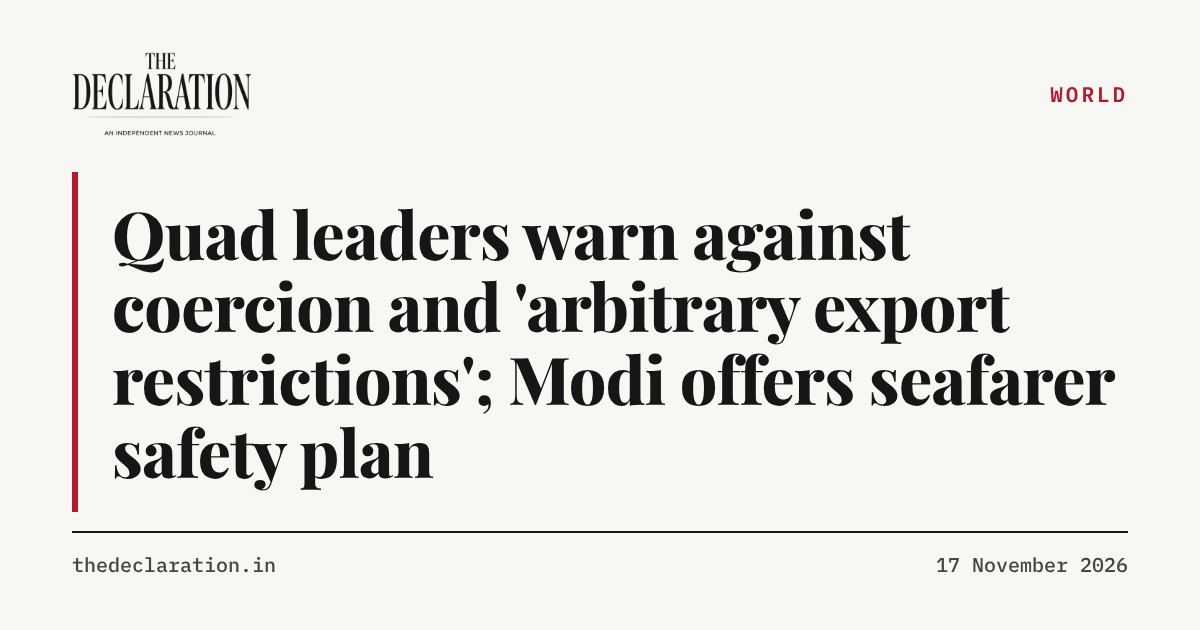 THE
DECLARATION
AN INDEPENDENT NEWS JOURNAL
WORLD
Quad leaders warn against
coercion and 'arbitrary export
restrictions'; Modi offers seafarer
safety plan
thedeclaration.in
17 November 2026